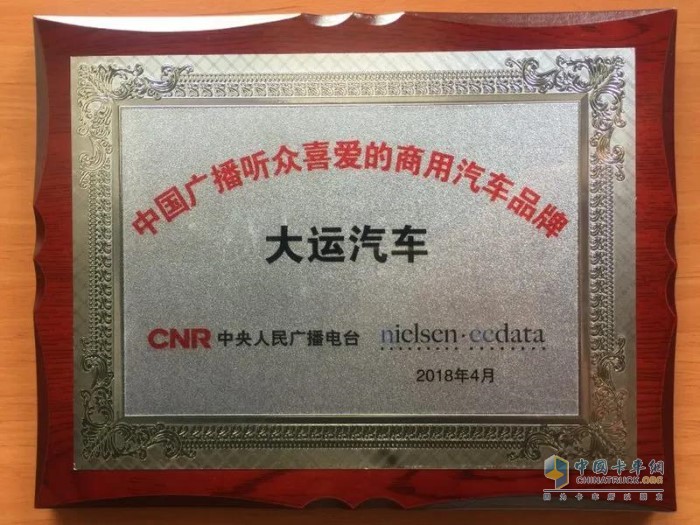 中国广播听众喜爱的商用汽车品牌
大运汽车
CNR 中央人民广播电台 nielsen·ccdata
2018年4月
中国卡车网
CHINATRUCK.ORG